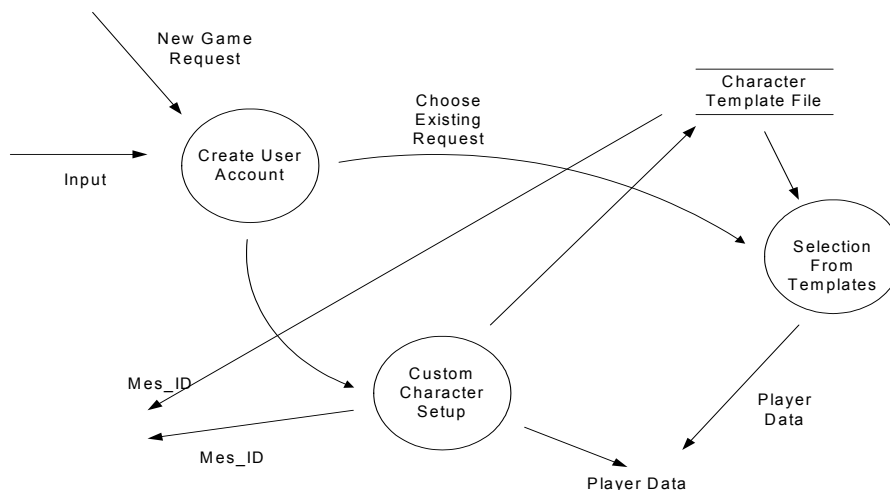 New Game
Request
Input
Create User
Account
Choose
Existing
Request
Character
Template File
Selection
From
Templates
Custom
Character
Setup
Mes_ID
Mes_ID
Player
Data
Player Data